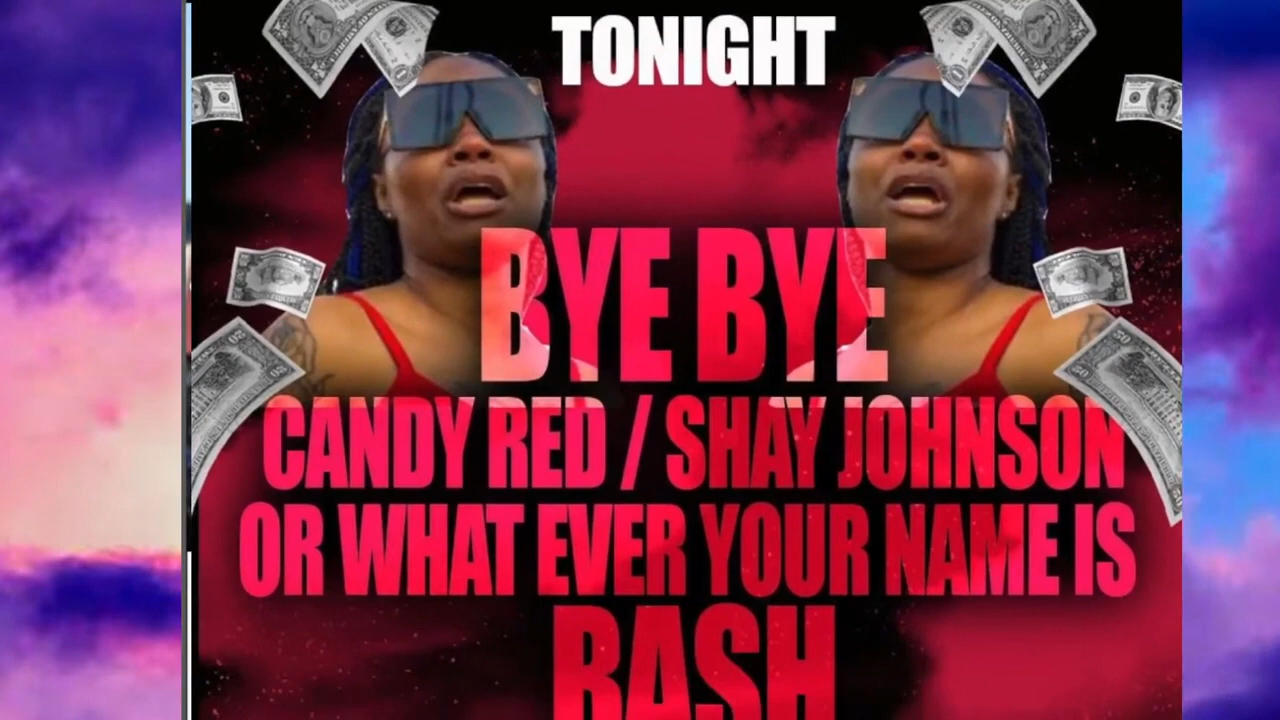 TONIGHT
BYE BYE
CANDY RED / SHAY JOHNSON
OR WHAT EVER YOUR NAME IS
BASH